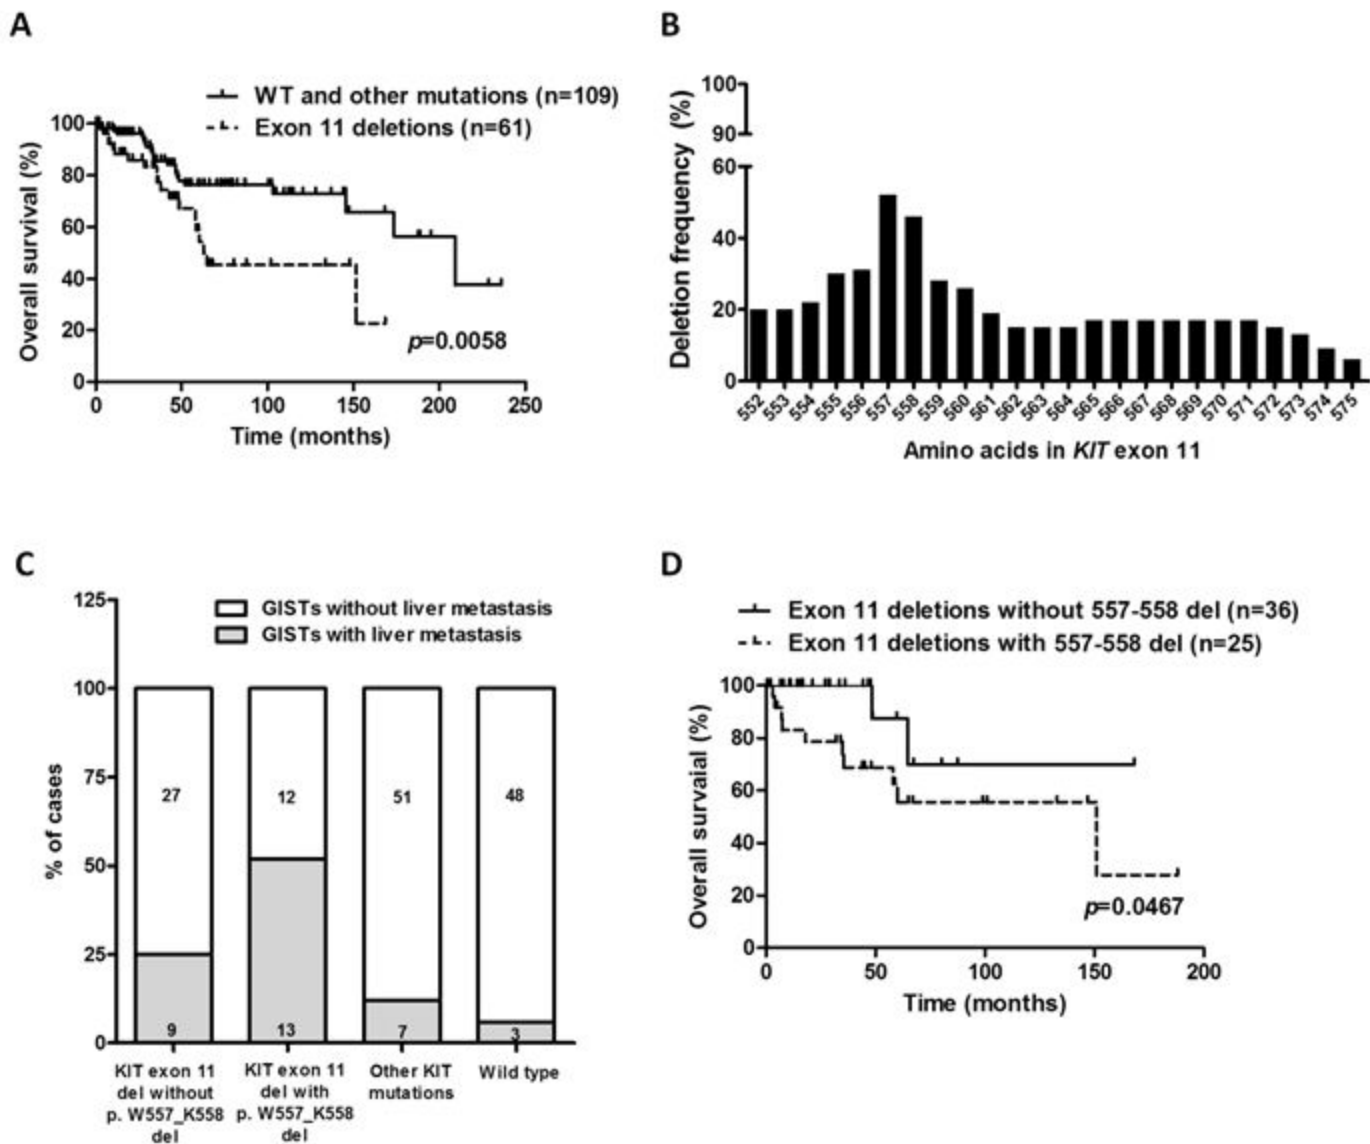 A
WT and other mutations (n=109)
Exon 11 deletions (n=61)
Overall survival (%)
100
80
60
40
20
0
p=0.0058
0 50 100 150 200 250
Time (months)
B
Deletion frequency (%)
100
90
60
40
20
0
552 553 554 555 556 557 558 559 560 561 562 563 564 565 566 567 568 569 570 571 572 573 574 575
Amino acids in KIT exon 11
C
GISTs without liver metastasis
GISTs with liver metastasis
% of cases
125
100
75
50
25
0
27 12 51 48
9 13 7 3
KIT exon 11
del without
p. W557_K558
del
KIT exon 11
del with
p. W557_K558
del
Other KIT
mutations
Wild type
D
Exon 11 deletions without 557-558 del (n=36)
Exon 11 deletions with 557-558 del (n=25)
Overall survaial (%)
100
80
60
40
20
0
p=0.0467
0 50 100 150 200
Time (months)